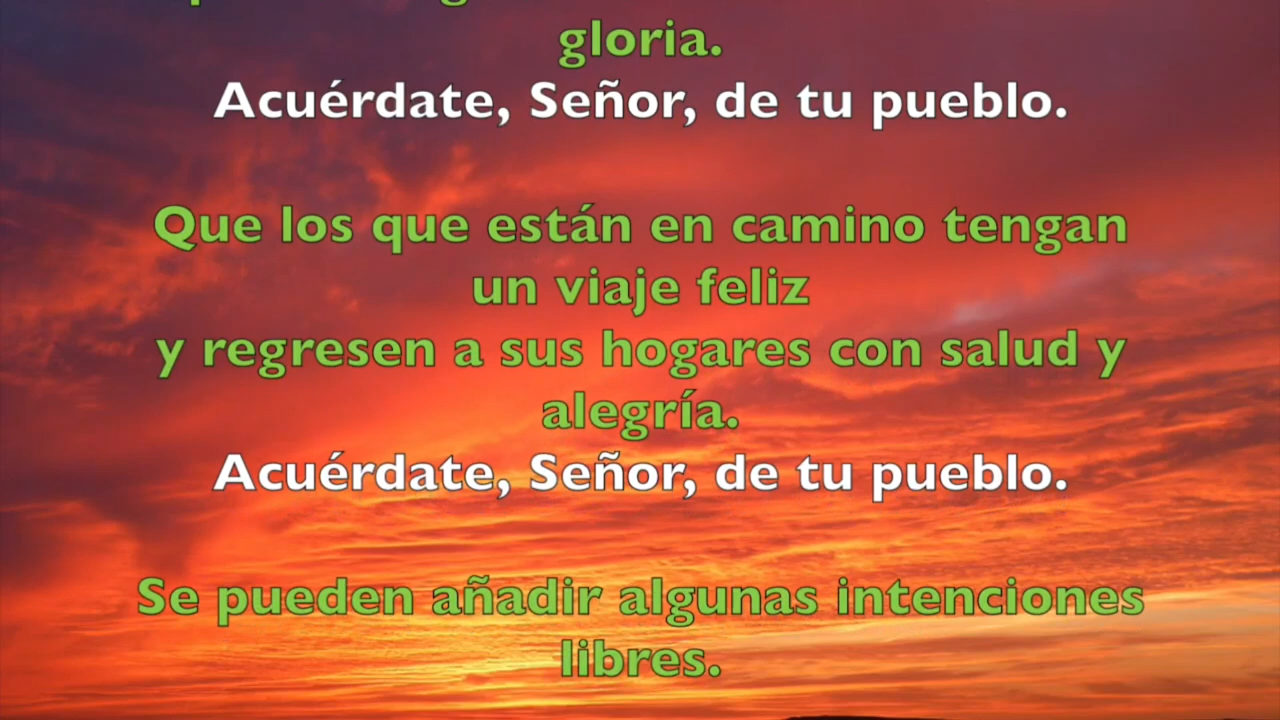 gloria.
Acuérdate, Señor, de tu pueblo.
Que los que están en camino tengan
un viaje feliz
y regresen a sus hogares con salud y
alegría.
Acuérdate, Señor, de tu pueblo.
Se pueden añadir algunas intenciones
libres.